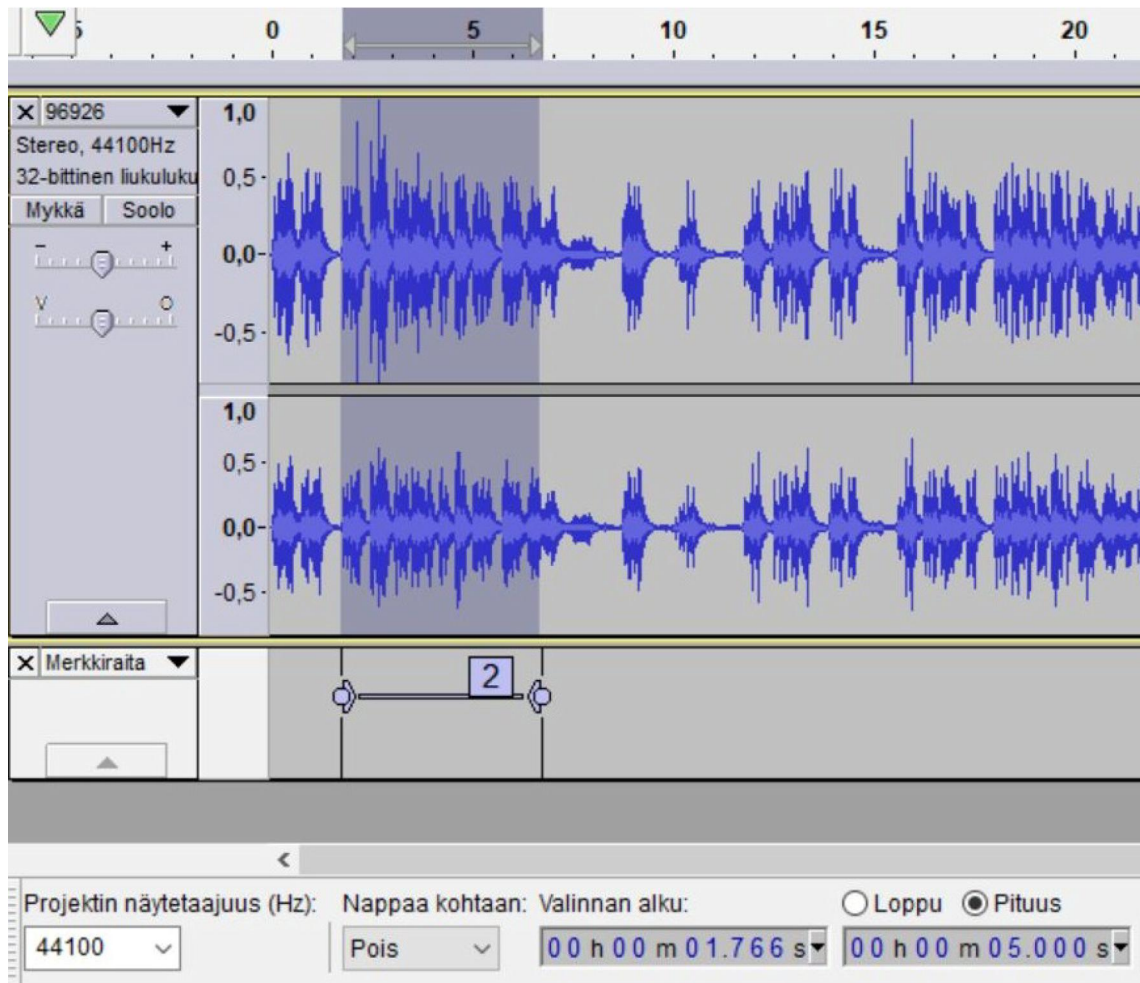 0 5 10 15 20
96926
Stereo, 44100Hz
32-bittinen liukuluku
Mykkä Soolo
- +
V O
1,0
0,5
0,0
-0,5
1,0
0,5
0,0
-0,5
Merkkiraita
2
Projektin näytetaajuus (Hz): Nappaa kohtaan: Valinnan alku: Loppu Pituus
44100 Pois 00 h 00 m 01.766 s 00 h 00 m 05.000 s